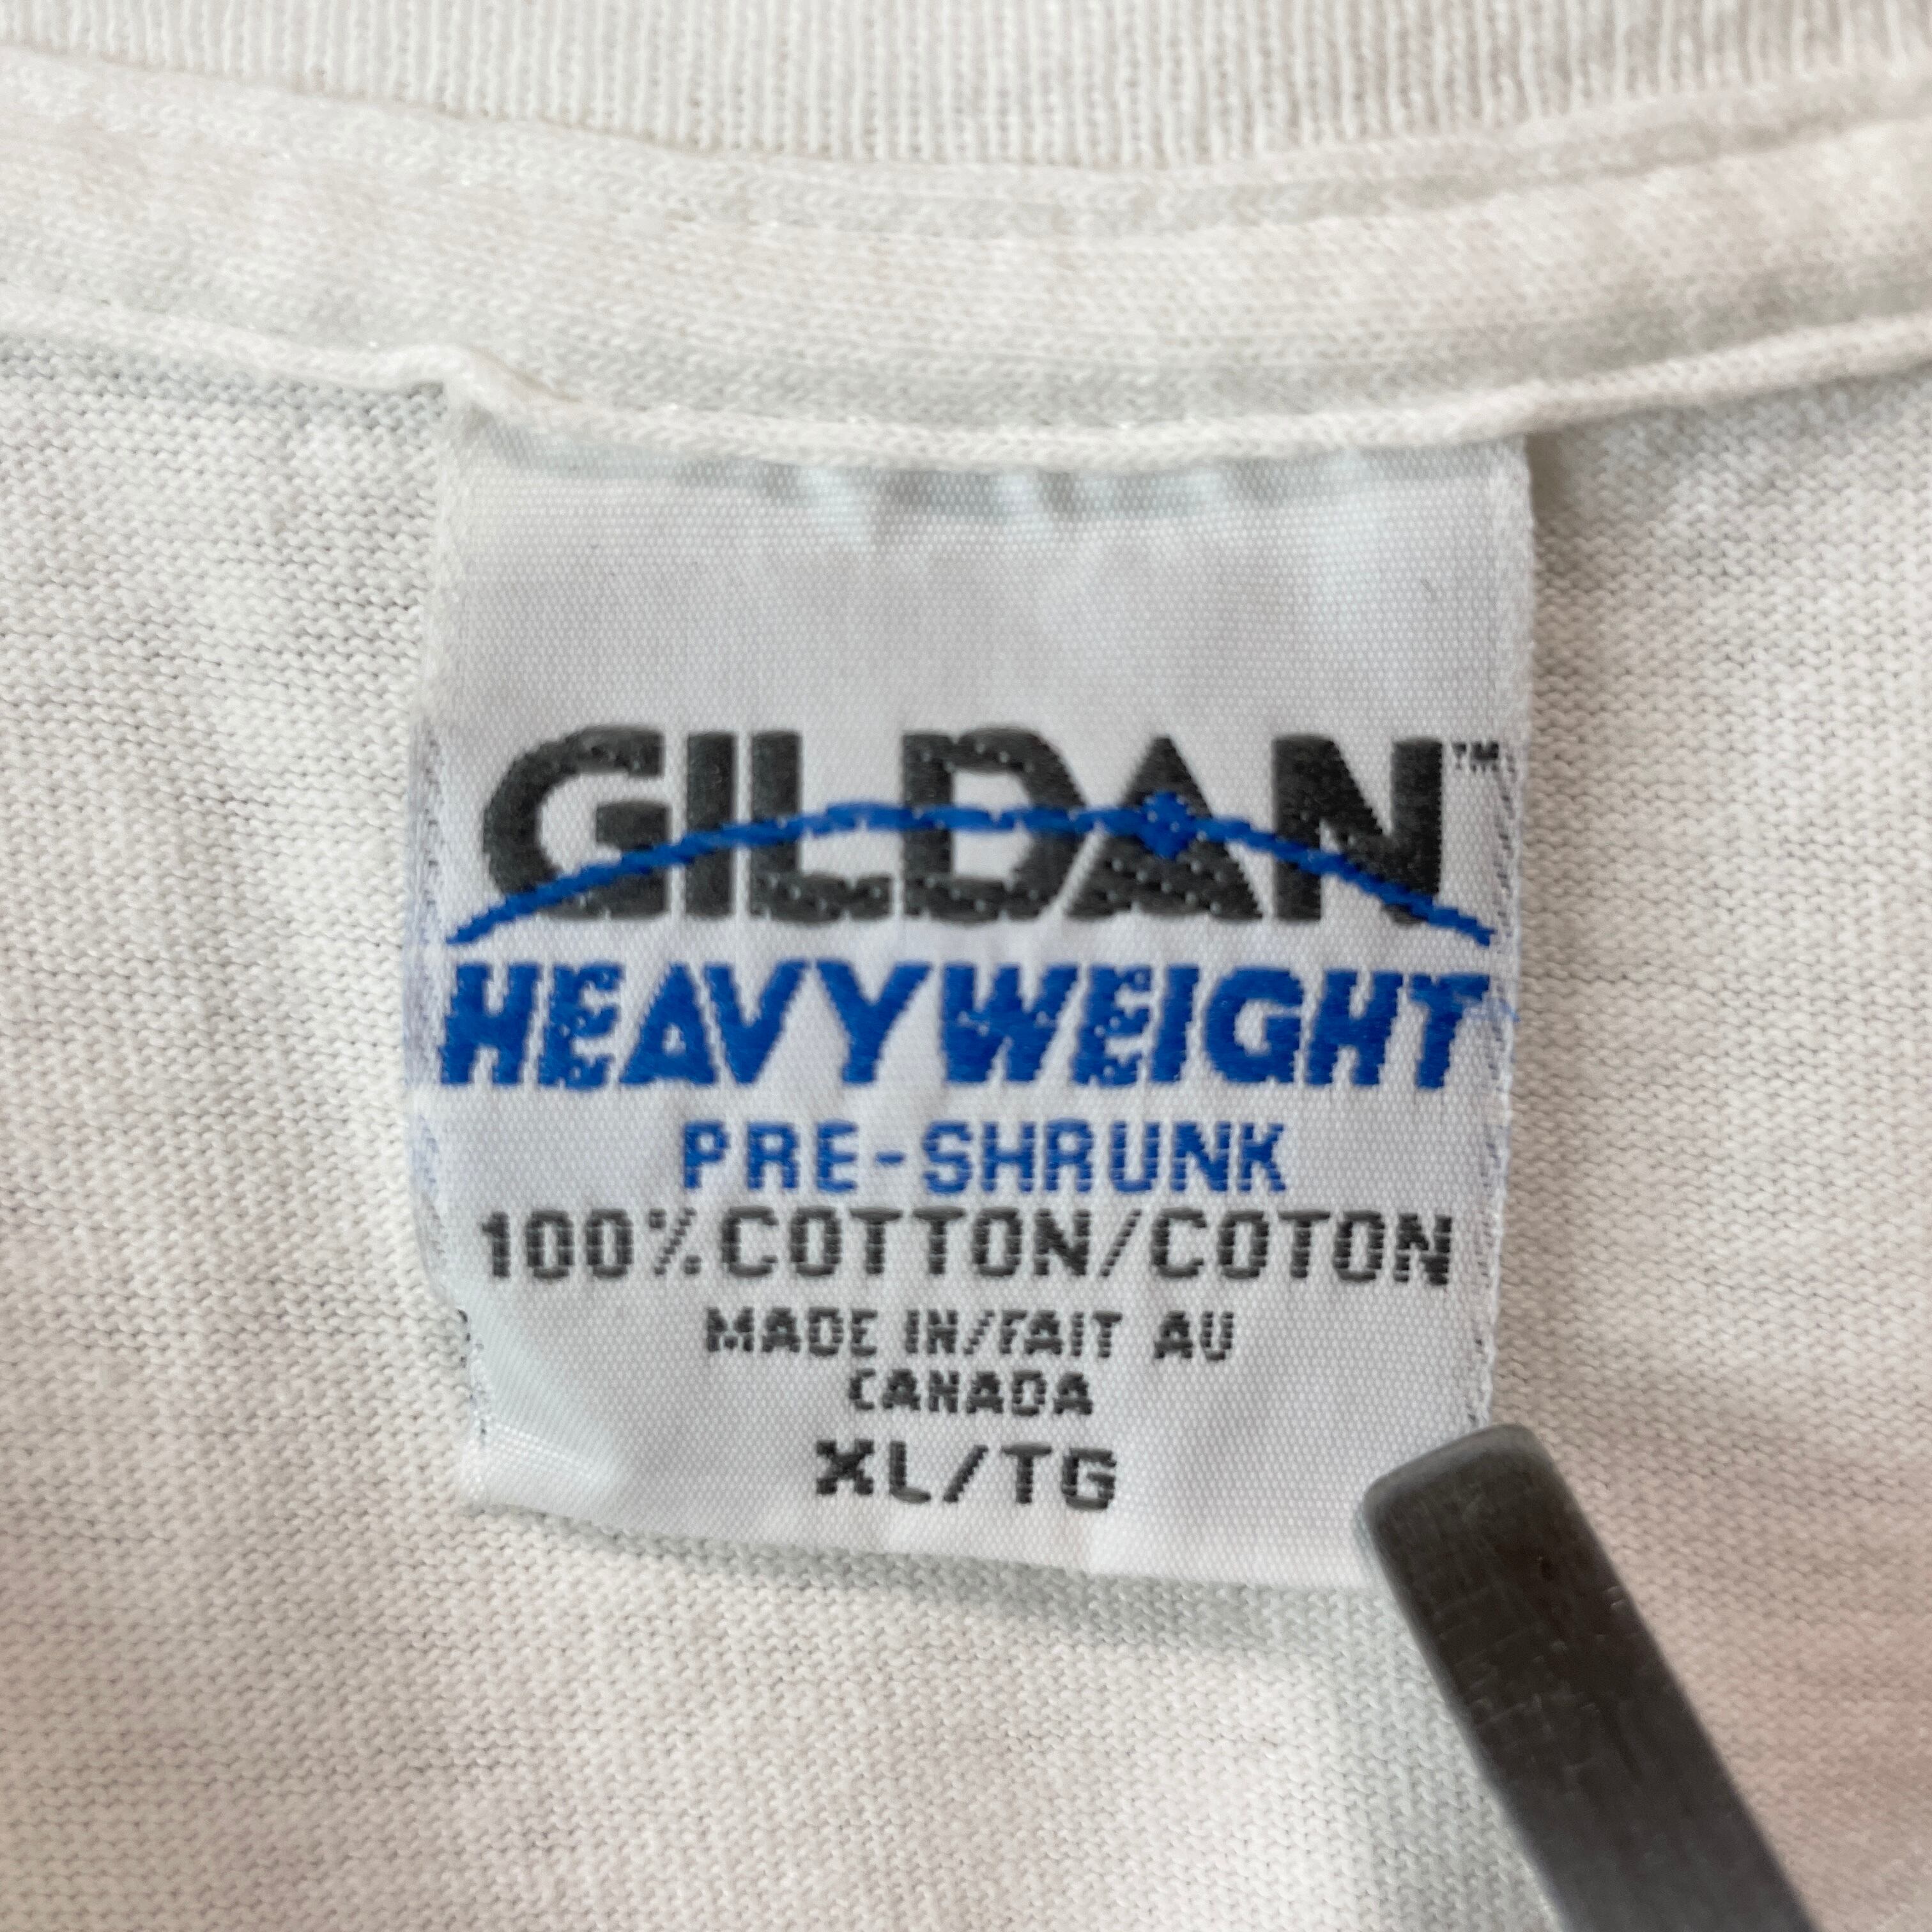 GILDAN™
HEAVYWEIGHT
PRE-SHRUNK
100% COTTON/COTON
MADE IN/FAIT AU
CANADA
XL/TG